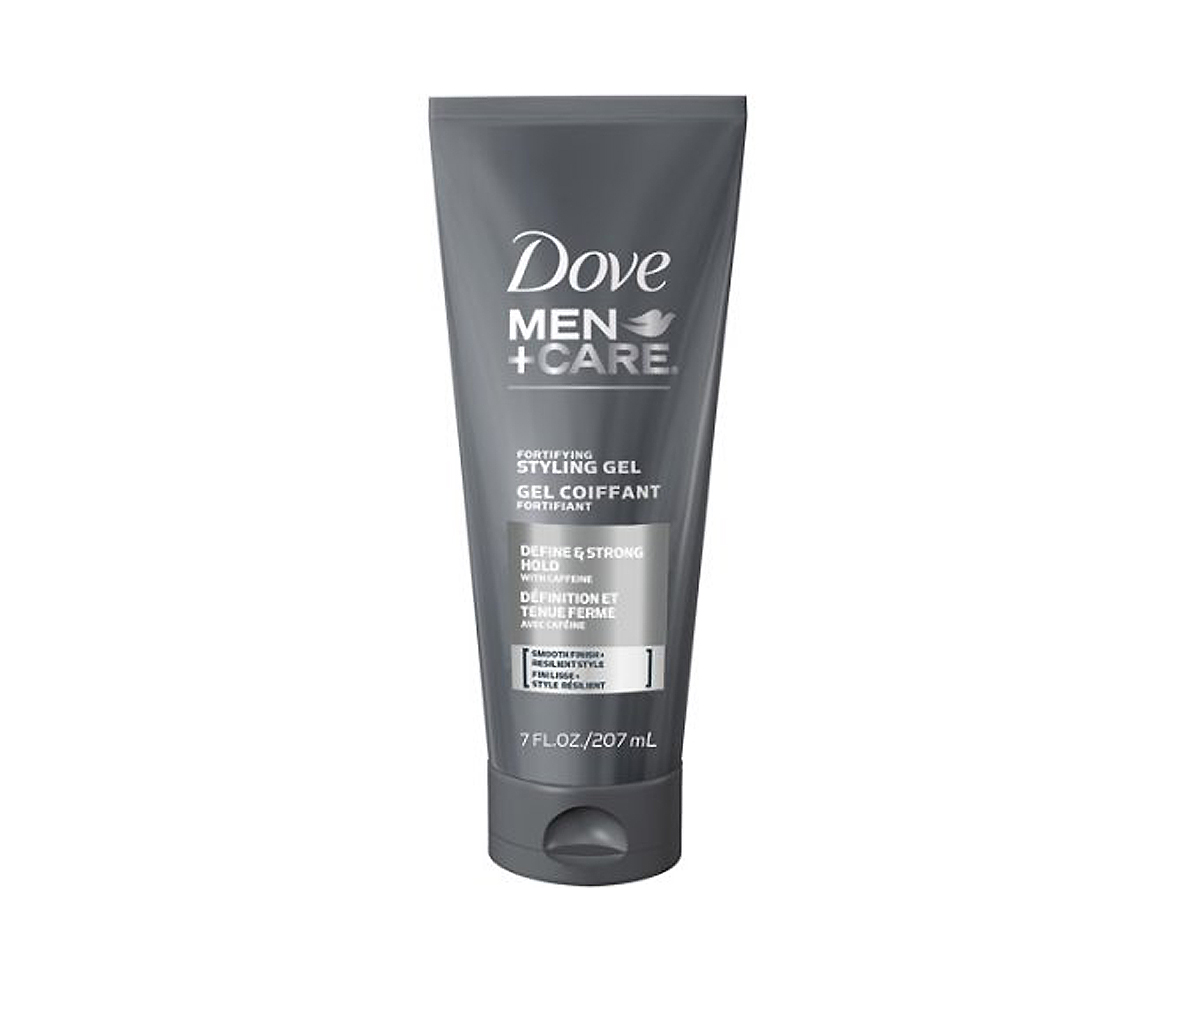 Dove
MEN
+CARE.
FORTIFYING
STYLING GEL
GEL COIFFANT
FORTIFIANT
DEFINE & STRONG
HOLD
WITH CAFFEINE
DÉFINITION ET
TENUE FERME
AVEC CAFÉINE
SMOOTH FINISH +
RESILIENT STYLE
FINI LISSE +
STYLE RÉSILIENT
7 FL.OZ./207 mL